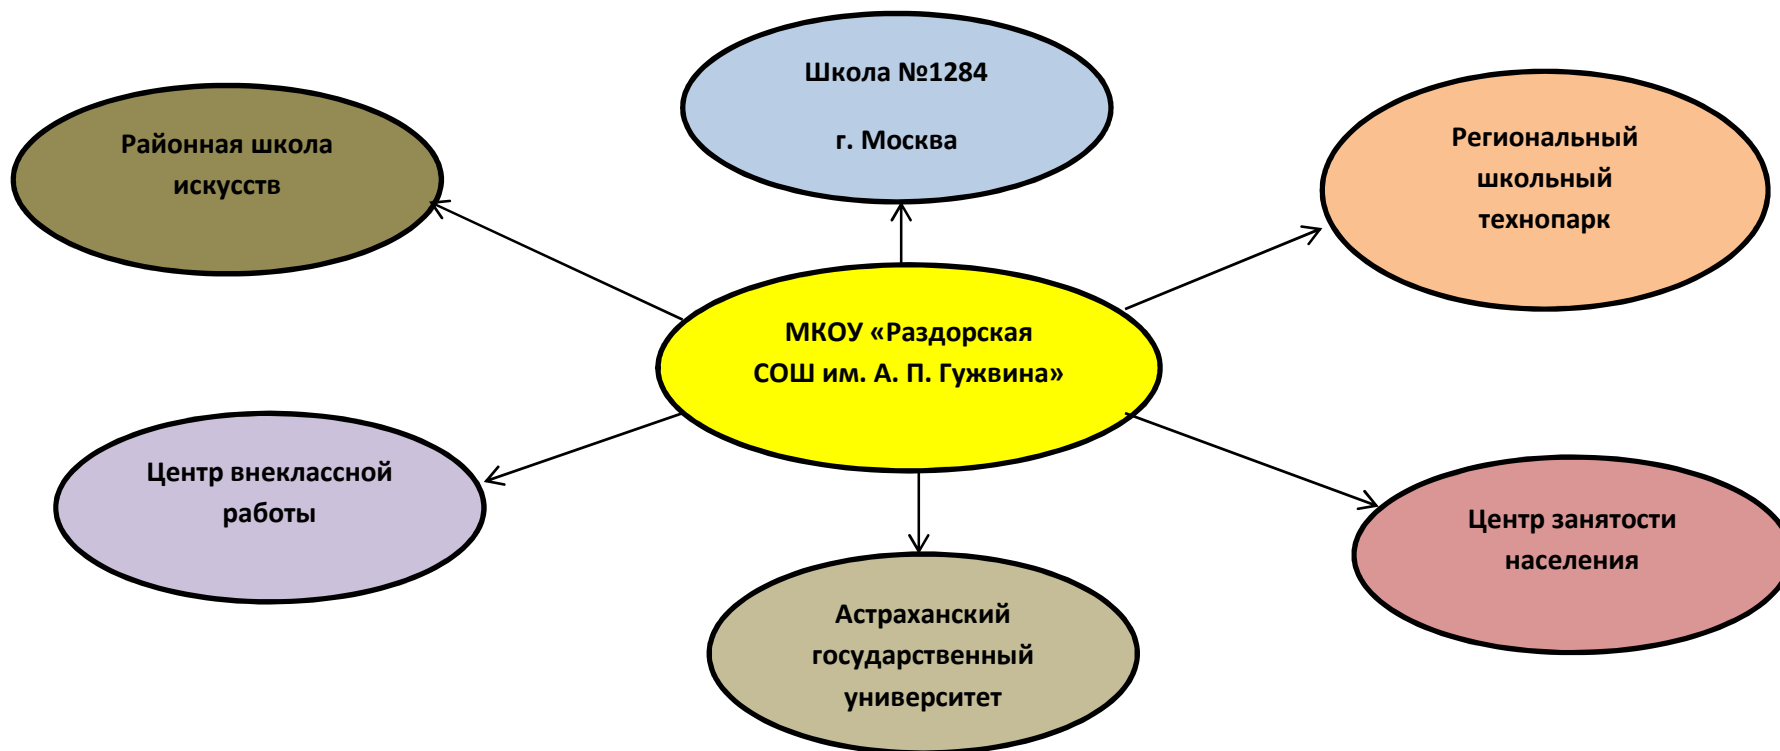 Школа №1284
г. Москва
Районная школа
искусств
Региональный
школьный
технопарк
МКОУ «Раздорская
СОШ им. А. П. Гужвина»
Центр внеклассной
работы
Центр занятости
населения
Астраханский
государственный
университет